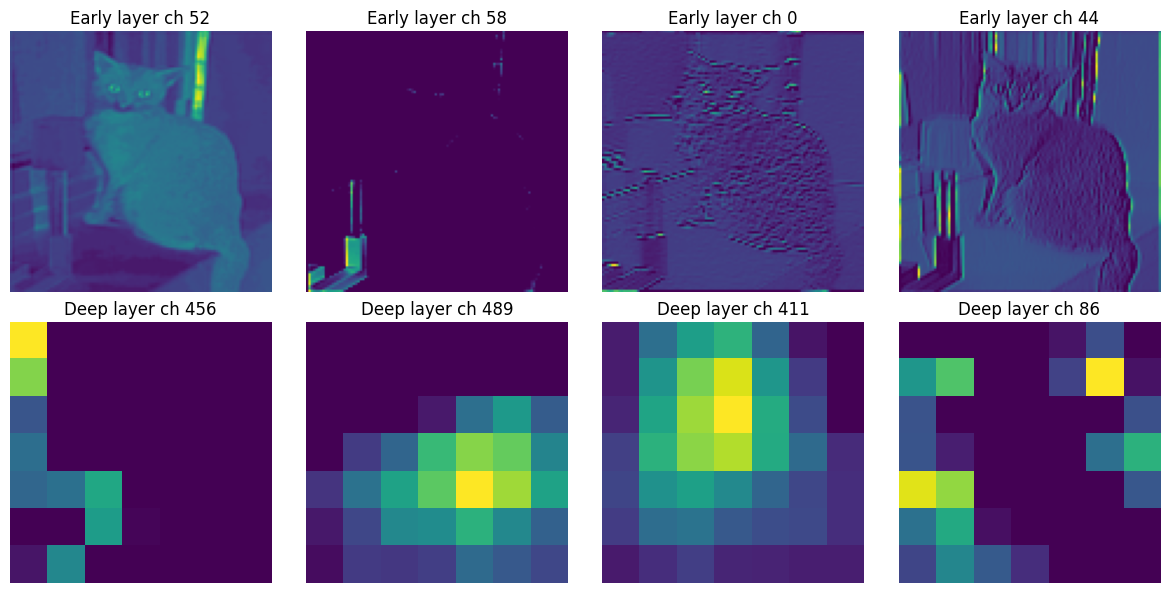 Early layer ch 52
Early layer ch 58
Early layer ch 0
Early layer ch 44
Deep layer ch 456
Deep layer ch 489
Deep layer ch 411
Deep layer ch 86